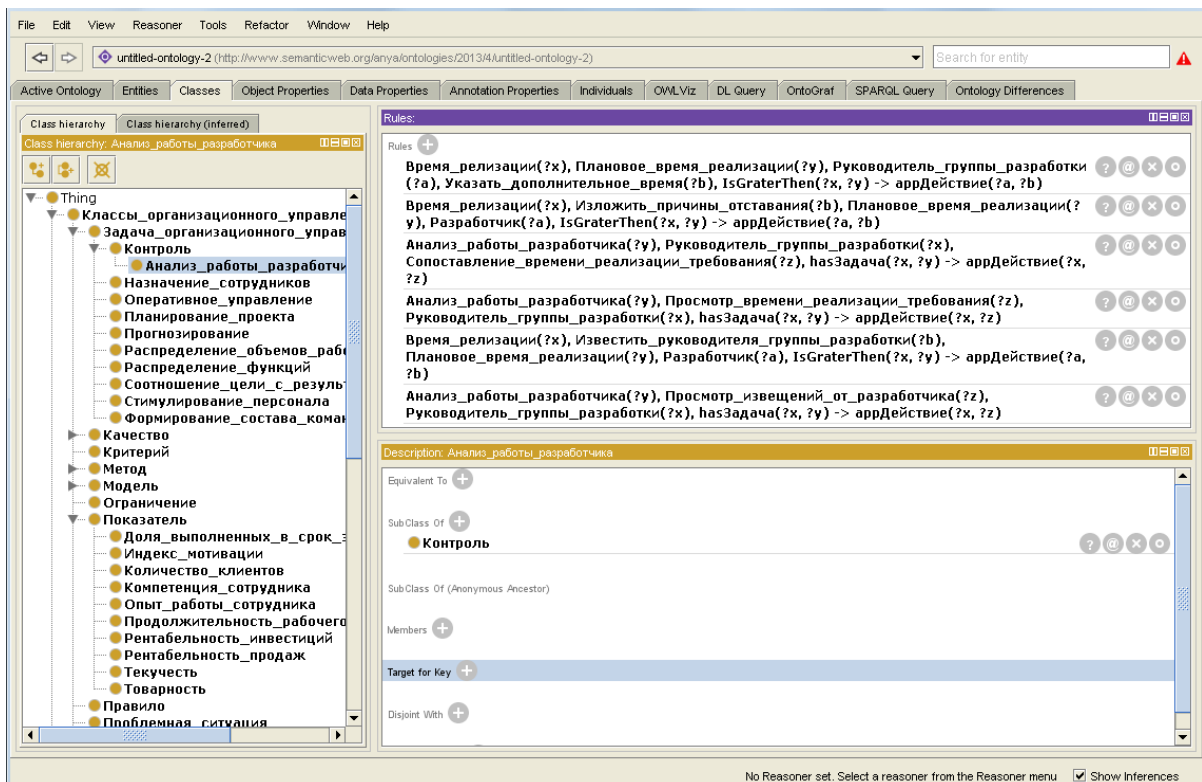 File Edit View Reasoner Tools Refactor Window Help
untitled-ontology-2 (http://www.semanticweb.org/anya/ontologies/2013/4/untitled-ontology-2)
Search for entity
Active Ontology Entities Classes Object Properties Data Properties Annotation Properties Individuals OWLViz DL Query OntoGraf SPARQL Query Ontology Differences
Class hierarchy Class hierarchy (inferred)
Class hierarchy: Анализ_работы_разработчика
Thing
Классы_организационного_управле
Задача_организационного_управ
Контроль
Анализ_работы_разработчи
Назначение_сотрудников
Оперативное_управление
Планирование_проекта
Прогнозирование
Распределение_объемов_рабо
Распределение_функций
Соотношение_цели_с_резуль
Стимулирование_персонала
Формирование_состава_коман
Качество
Критерий
Метод
Модель
Ограничение
Показатель
Доля_выполненных_в_срок_з
Индекс_мотивации
Количество_клиентов
Компетенция_сотрудника
Опыт_работы_сотрудника
Продолжительность_рабочего
Рентабельность_инвестиций
Рентабельность_продаж
Текучесть
Товарность
Правило
Проблемная_ситуация
Rules:
Rules
Время_релизации(?x), Плановое_время_реализации(?y), Руководитель_группы_разработки
(?a), Указать_дополнительное_время(?b), IsGraterThen(?x, ?y) -> appДействие(?a, ?b)
Время_релизации(?x), Изложить_причины_отставания(?b), Плановое_время_реализации(?
y), Разработчик(?a), IsGraterThen(?x, ?y) -> appДействие(?a, ?b)
Анализ_работы_разработчика(?y), Руководитель_группы_разработки(?x),
Сопоставление_времени_реализации_требования(?z), hasЗадача(?x, ?y) -> appДействие(?x,
?z)
Анализ_работы_разработчика(?y), Просмотр_времени_реализации_требования(?z),
Руководитель_группы_разработки(?x), hasЗадача(?x, ?y) -> appДействие(?x, ?z)
Время_релизации(?x), Известить_руководителя_группы_разработки(?b),
Плановое_время_реализации(?y), Разработчик(?a), IsGraterThen(?x, ?y) -> appДействие(?a,
?b)
Анализ_работы_разработчика(?y), Просмотр_извещений_от_разработчика(?z),
Руководитель_группы_разработки(?x), hasЗадача(?x, ?y) -> appДействие(?x, ?z)
Description: Анализ_работы_разработчика
Equivalent To
SubClass Of
Контроль
SubClass Of (Anonymous Ancestor)
Members
Target for Key
Disjoint With
No Reasoner set. Select a reasoner from the Reasoner menu Show Inferences